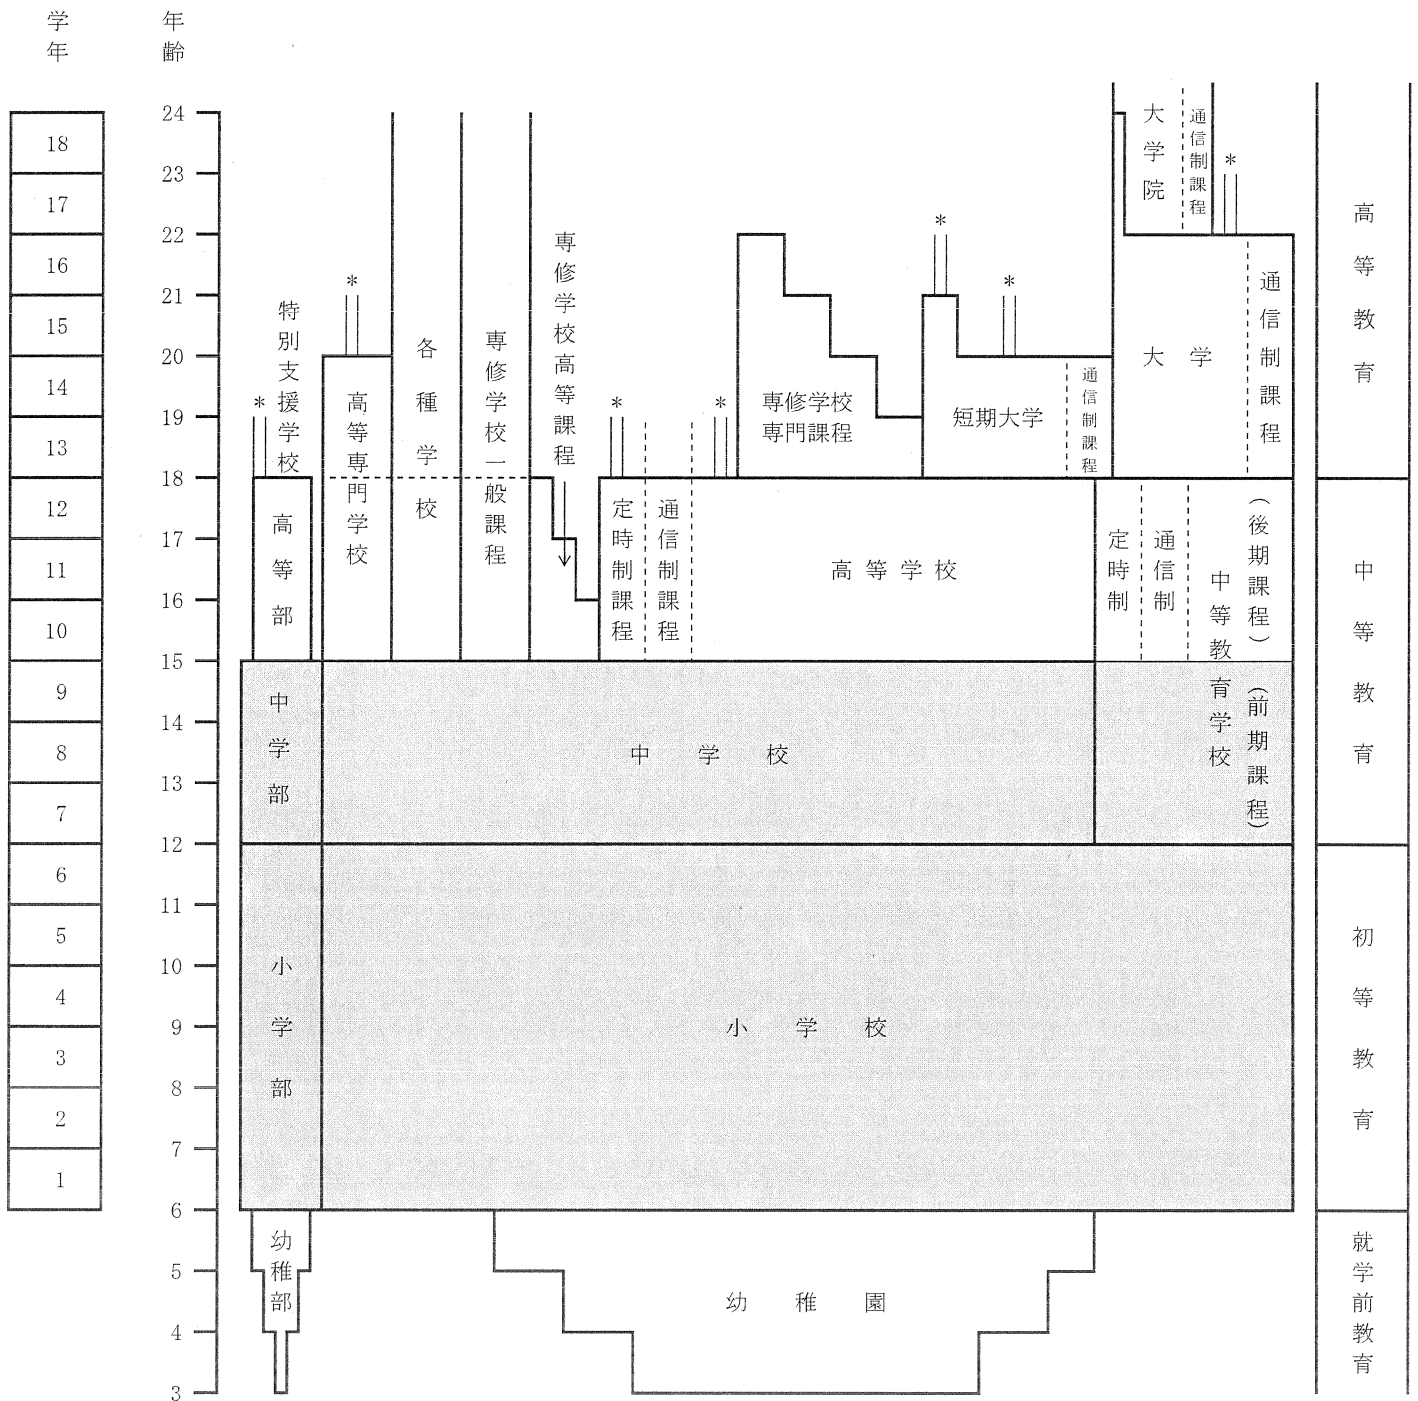 学年
年齢
24
23
22
21
20
19
18
17
16
15
14
13
12
11
10
9
8
7
6
5
4
3
18
17
16
15
14
13
12
11
10
9
8
7
6
5
4
3
2
1
特別支援学校
*
高等部
中学部
小学部
幼稚部
*
高等専門学校
各種学校
専修学校一般課程
専修学校高等課程
*
定時制課程
通信制課程
*
高等学校
専修学校
専門課程
*
*
短期大学
通信制課程
大学院
通信制課程
*
大学
通信制課程
定時制
通信制
中等教育学校
(後期課程)
(前期課程)
中学校
小学校
幼稚園
高等教育
中等教育
初等教育
就学前教育